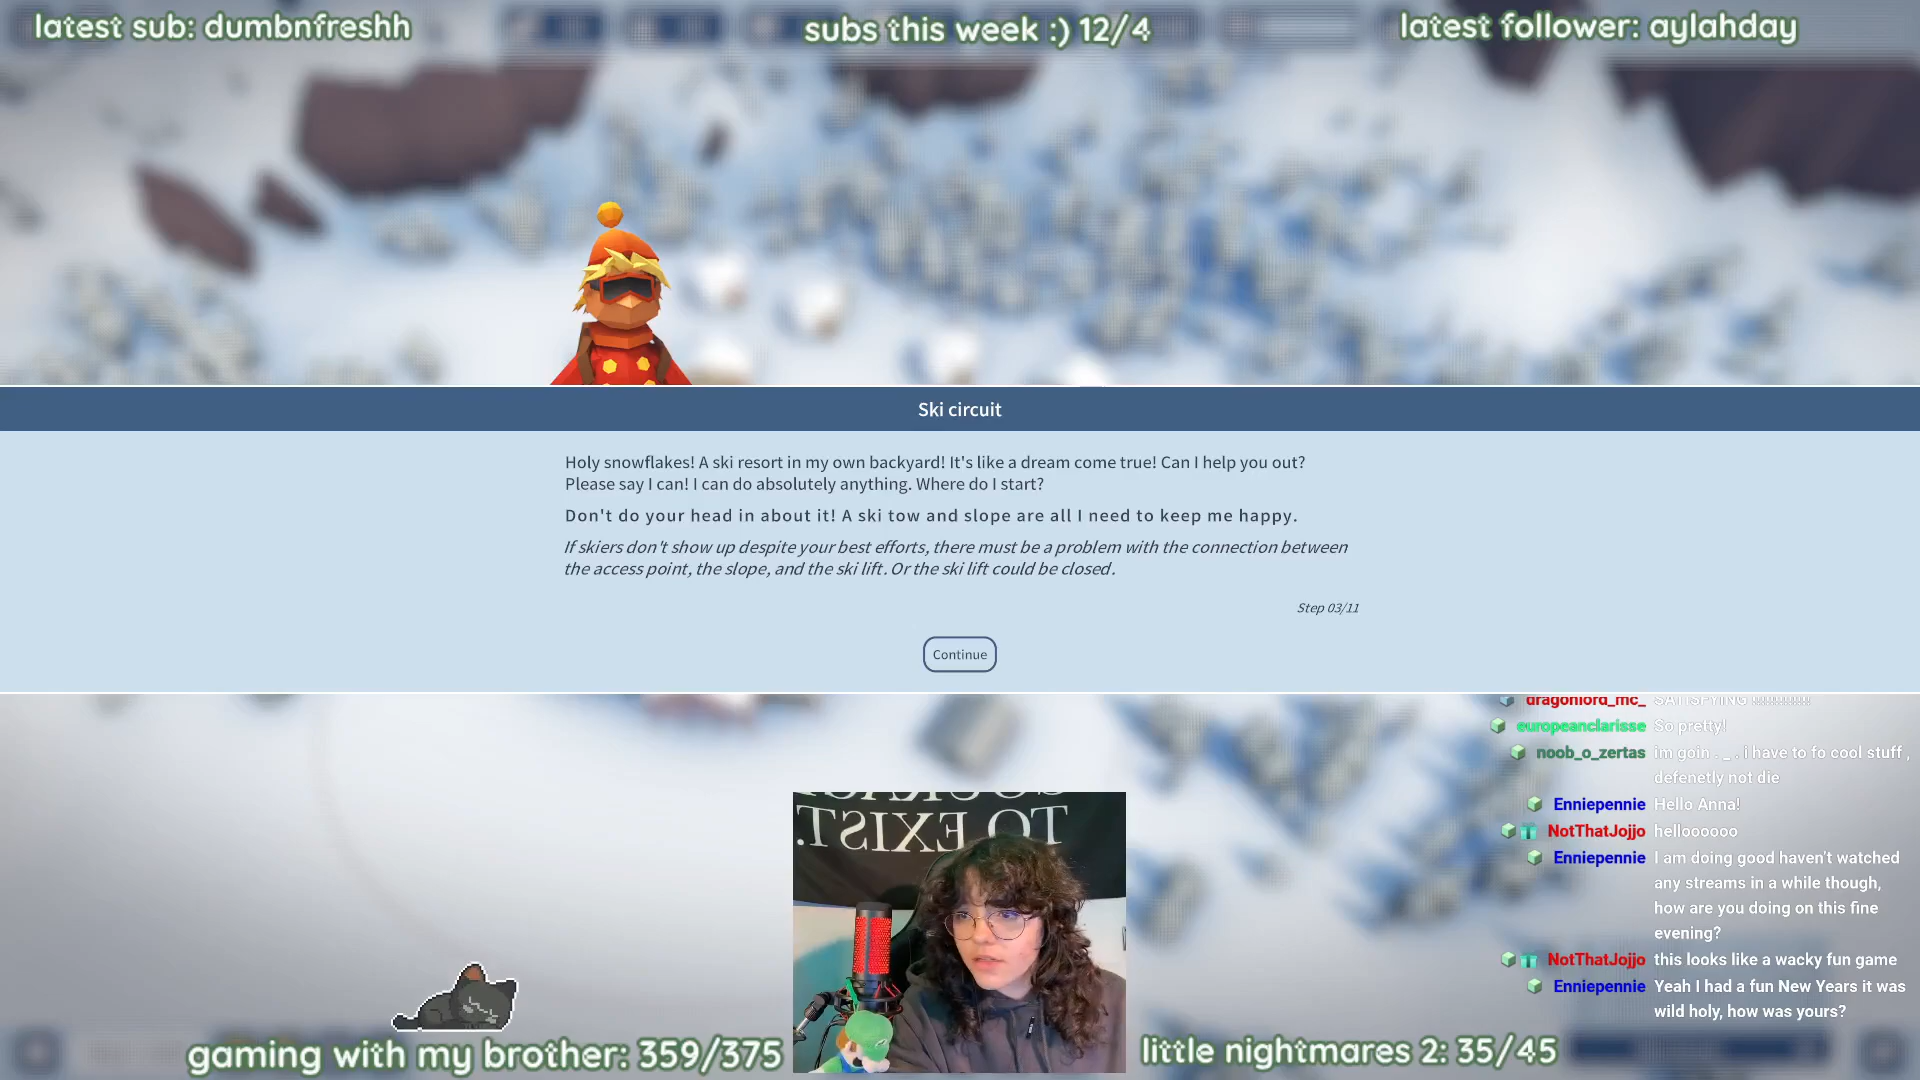 latest sub: dumbnfreshh
subs this week :) 12/4
latest follower: aylahday
Ski circuit
Holy snowflakes! A ski resort in my own backyard! It's like a dream come true! Can I help you out?
Please say I can! I can do absolutely anything. Where do I start?
Don't do your head in about it! A ski tow and slope are all I need to keep me happy.
If skiers don't show up despite your best efforts, there must be a problem with the connection between
the access point, the slope, and the ski lift. Or the ski lift could be closed.
Step 03/11
Continue
dragonlord_mc_ SATISFYING !!!!!!!!!!!!!
europeanclarisse So pretty!
noob_o_zertas im goin . _ . i have to fo cool stuff ,
defenetly not die
Enniepennie Hello Anna!
NotThatJojjo helloooooo
Enniepennie I am doing good haven't watched
any streams in a while though,
how are you doing on this fine
evening?
NotThatJojjo this looks like a wacky fun game
Enniepennie Yeah I had a fun New Years it was
wild holy, how was yours?
TO EXIST.
gaming with my brother: 359/375
little nightmares 2: 35/45